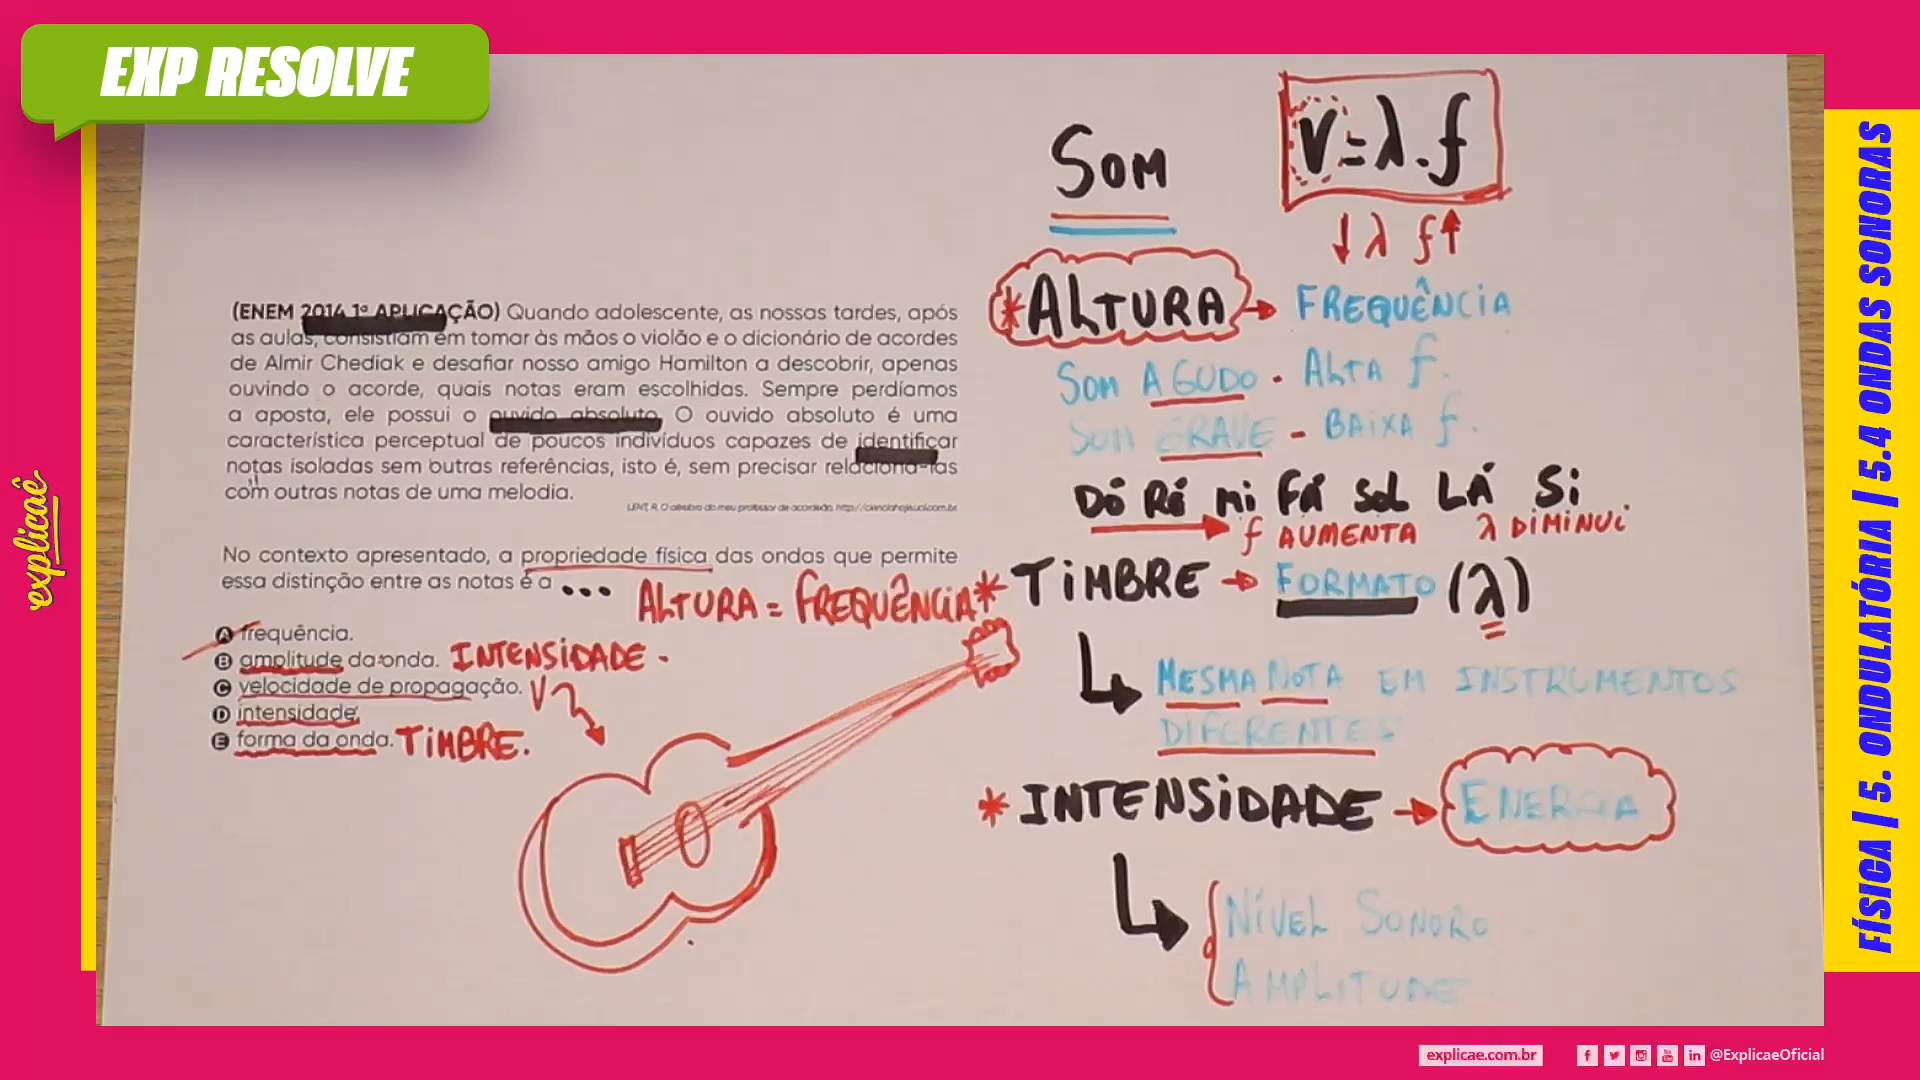 EXP RESOLVE
(ENEM 2014 1ª APLICAÇÃO) Quando adolescente, as nossas tardes, após
as aulas, consistiam em tomar às mãos o violão e o dicionário de acordes
de Almir Chediak e desafiar nosso amigo Hamilton a descobrir, apenas
ouvindo o acorde, quais notas eram escolhidas. Sempre perdíamos
a aposta, ele possui o ouvido absoluto. O ouvido absoluto é uma
característica perceptual de poucos indivíduos capazes de identificar
notas isoladas sem outras referências, isto é, sem precisar relacioná-las
com outras notas de uma melodia.
LENT, R. O cérebro do meu professor de acordeão.
No contexto apresentado, a propriedade física das ondas que permite
essa distinção entre as notas é a ...
ALTURA = FREQUÊNCIA
A frequência.
B amplitude da onda. INTENSIDADE
C velocidade de propagação. V
D intensidade.
E forma da onda. TIMBRE.
SOM
V=λ.f
↓λ f↑
* ALTURA → FREQUÊNCIA
SOM AGUDO - ALTA f.
SOM GRAVE - BAIXA f.
DÓ RÉ Mi FÁ SOL LÁ Si
f AUMENTA λ DIMINUi
* TiMBRE → FORMATO (λ)
MESMA NOTA EM INSTRUMENTOS
DIFERENTES
* INTENSiDADE → ENERGIA
NÍVEL SONORO
AMPLITUDE
explicaê
FÍSICA | 5. ONDULATÓRIA | 5.4 ONDAS SONORAS
explicae.com.br
@ExplicaeOficial